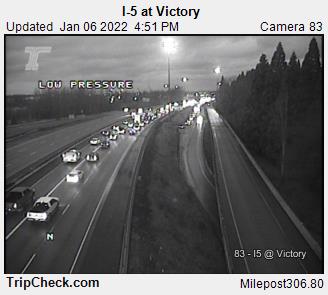 I-5 at Victory
Updated Jan 06 2022 4:51 PM Camera 83
LOW PRESSURE
N
83 - I5 @ Victory
TripCheck.com Milepost306.80